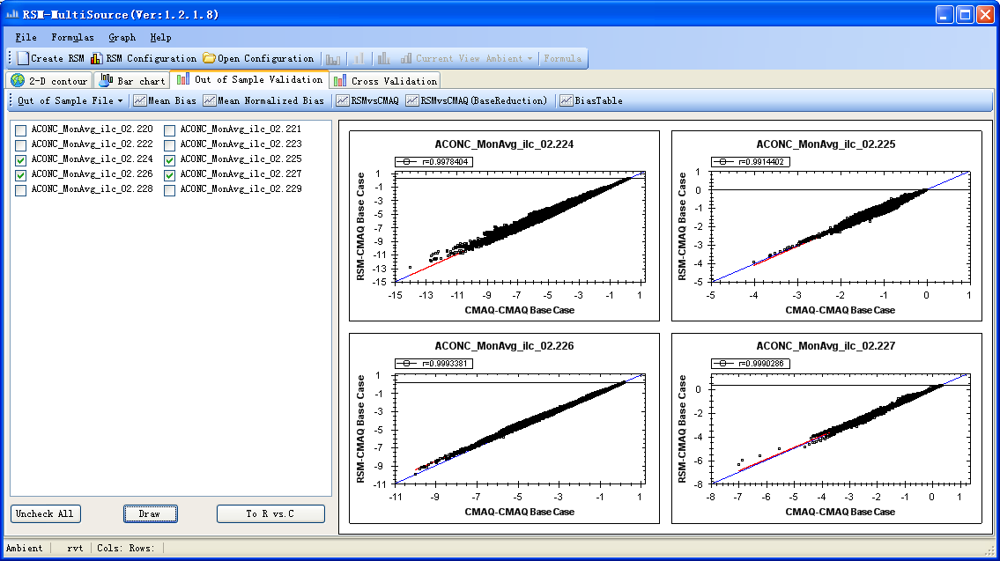 RSM-MultiSource(Ver:1.2.1.8)
File Formulas Graph Help
Create RSM RSM Configuration Open Configuration Current View Ambient Formula
2-D contour Bar chart Out of Sample Validation Cross Validation
Out of Sample File Mean Bias Mean Normalized Bias RSMvsCMAQ RSMvsCMAQ(BaseReduction) BiasTable
ACONC_MonAvg_ilc_02.220 ACONC_MonAvg_ilc_02.221
ACONC_MonAvg_ilc_02.222 ACONC_MonAvg_ilc_02.223
ACONC_MonAvg_ilc_02.224 ACONC_MonAvg_ilc_02.225
ACONC_MonAvg_ilc_02.226 ACONC_MonAvg_ilc_02.227
ACONC_MonAvg_ilc_02.228 ACONC_MonAvg_ilc_02.229
Uncheck All Draw To R vs.C
ACONC_MonAvg_ilc_02.224
r=0.9978404
RSM-CMAQ Base Case
1
-1
-3
-5
-7
-9
-11
-13
-15
-15 -13 -11 -9 -7 -5 -3 -1 1
CMAQ-CMAQ Base Case
ACONC_MonAvg_ilc_02.225
r=0.9914402
RSM-CMAQ Base Case
1
0
-1
-2
-3
-4
-5
-5 -4 -3 -2 -1 0 1
CMAQ-CMAQ Base Case
ACONC_MonAvg_ilc_02.226
r=0.9993381
RSM-CMAQ Base Case
1
-1
-3
-5
-7
-9
-11
-11 -9 -7 -5 -3 -1 1
CMAQ-CMAQ Base Case
ACONC_MonAvg_ilc_02.227
r=0.9990286
RSM-CMAQ Base Case
0
-2
-4
-6
-8
-8 -7 -6 -5 -4 -3 -2 -1 0 1
CMAQ-CMAQ Base Case
Ambient rvt Cols: Rows: